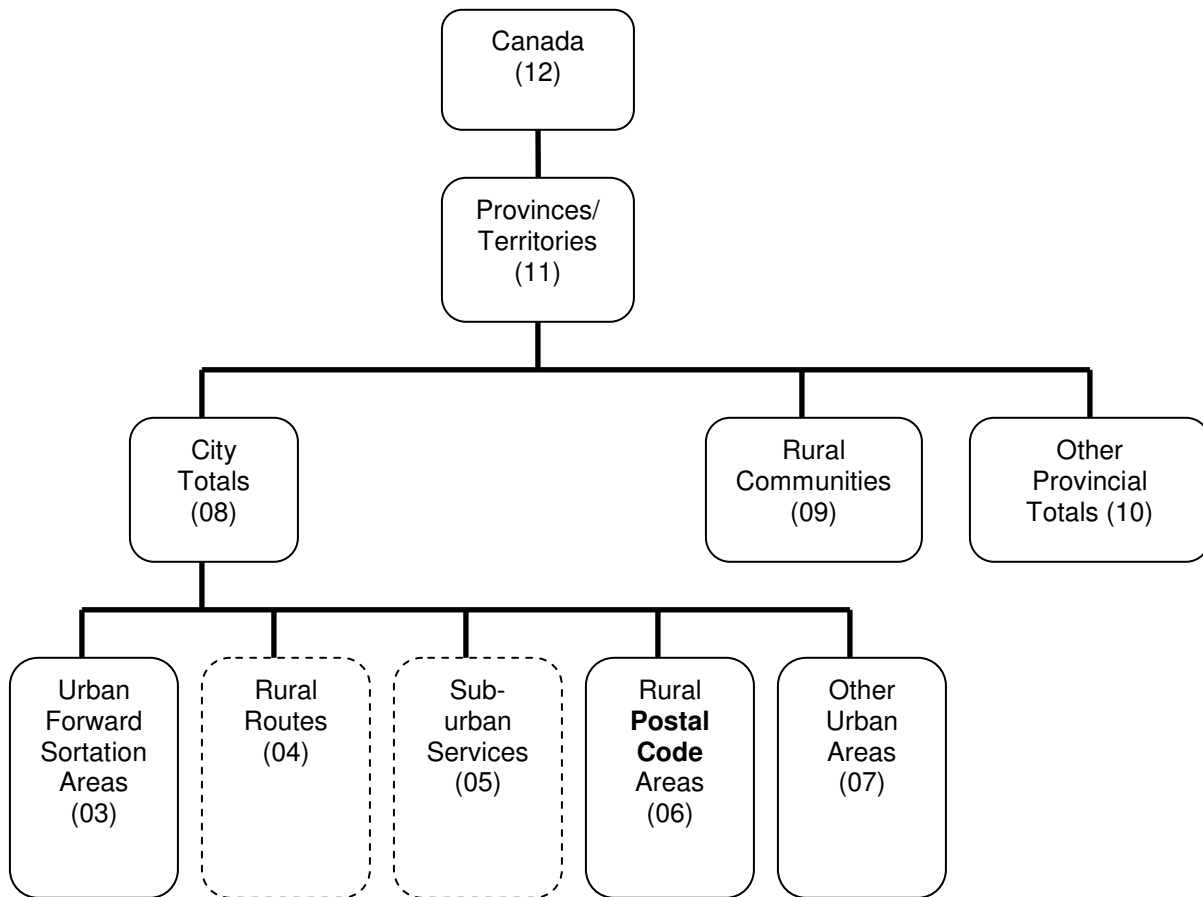 Canada
(12)
Provinces/
Territories
(11)
City
Totals
(08)
Rural
Communities
(09)
Other
Provincial
Totals (10)
Urban
Forward
Sortation
Areas
(03)
Rural
Routes
(04)
Sub-
urban
Services
(05)
Rural
Postal
Code
Areas
(06)
Other
Urban
Areas
(07)